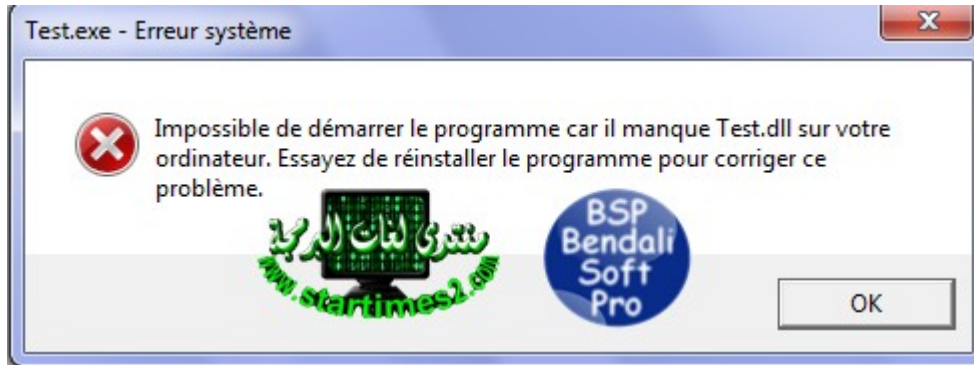 Test.exe - Erreur système
Impossible de démarrer le programme car il manque Test.dll sur votre
ordinateur. Essayez de réinstaller le programme pour corriger ce
problème.
منتدى لغات البرمجة
www.startimes2.com
BSP
Bendali
Soft
Pro
OK